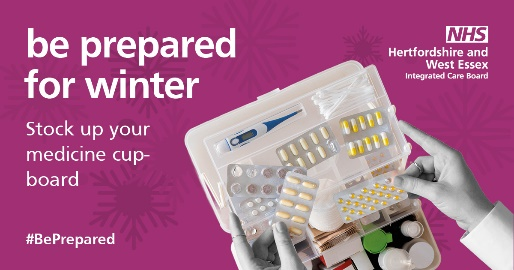 be prepared
for winter
Stock up your
medicine cup-
board
#BePrepared
NHS
Hertfordshire and
West Essex
Integrated Care Board